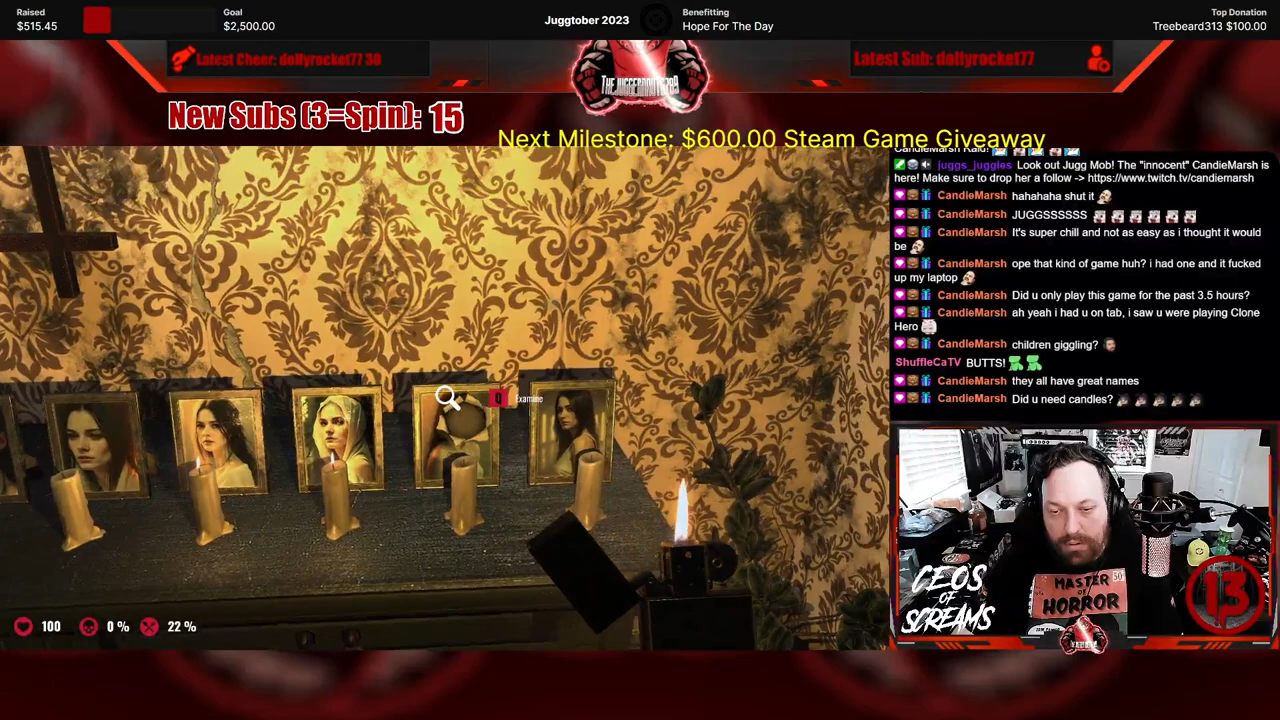 Raised
$515.45
Goal
$2,500.00
Juggtober 2023
Benefitting
Hope For The Day
Top Donation
Treebeard313 $100.00
Latest Cheer: dollyrocket77 30
THEJUGGERNAUT0789
Latest Sub: dollyrocket77
New Subs (3=Spin): 15
Next Milestone: $600.00 Steam Game Giveaway
CandieMarsh Raid!
juggs_juggles Look out Jugg Mob! The "innocent" CandieMarsh is
here! Make sure to drop her a follow -> https://www.twitch.tv/candiemarsh
CandieMarsh hahahaha shut it
CandieMarsh JUGGSSSSSS
CandieMarsh It's super chill and not as easy as i thought it would
be
CandieMarsh ope that kind of game huh? i had one and it fucked
up my laptop
CandieMarsh Did u only play this game for the past 3.5 hours?
CandieMarsh ah yeah i had u on tab, i saw u were playing Clone
Hero
CandieMarsh children giggling?
ShuffleCaTV BUTTS!
CandieMarsh they all have great names
CandieMarsh Did u need candles?
Q Examine
CEOS
OF
SCREAMS
MASTER
OF
HORROR
50¢
13
100
0 %
22 %